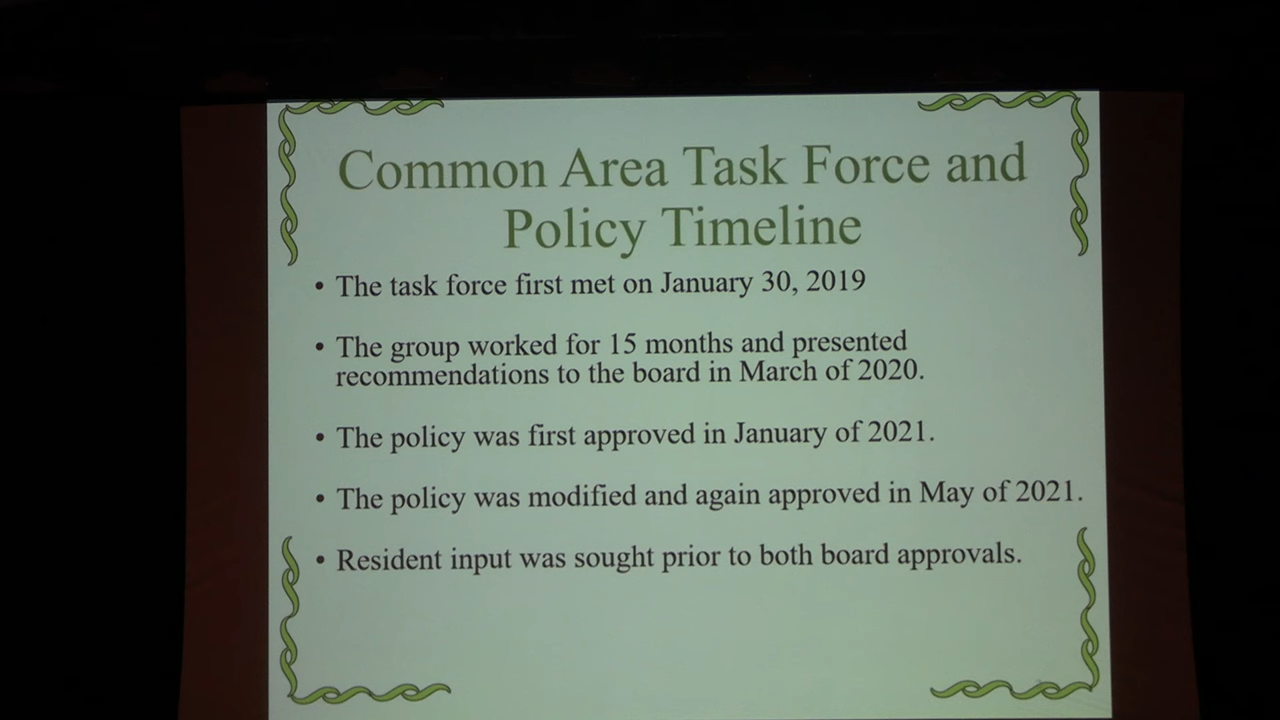 Common Area Task Force and
Policy Timeline
• The task force first met on January 30, 2019
• The group worked for 15 months and presented
recommendations to the board in March of 2020.
• The policy was first approved in January of 2021.
• The policy was modified and again approved in May of 2021.
• Resident input was sought prior to both board approvals.